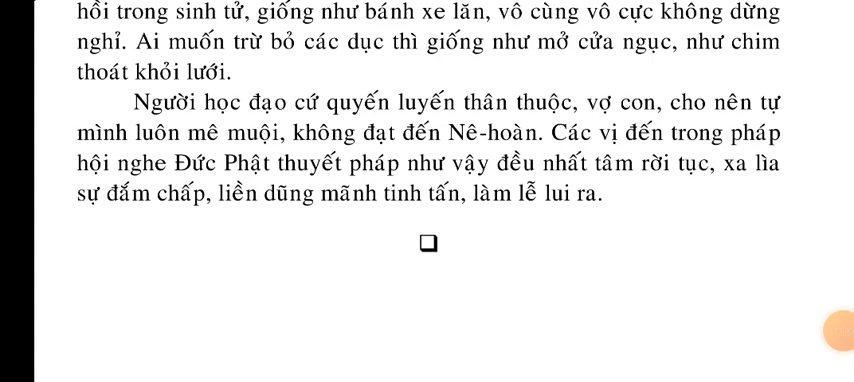 hồi trong sinh tử, giống như bánh xe lăn, vô cùng vô cực không dừng
nghỉ. Ai muốn trừ bỏ các dục thì giống như mở cửa ngục, như chim
thoát khỏi lưới.
Người học đạo cứ quyến luyến thân thuộc, vợ con, cho nên tự
mình luôn mê muội, không đạt đến Nê-hoàn. Các vị đến trong pháp
hội nghe Đức Phật thuyết pháp như vậy đều nhất tâm rời tục, xa lìa
sự đắm chấp, liền dũng mãnh tinh tấn, làm lễ lui ra.